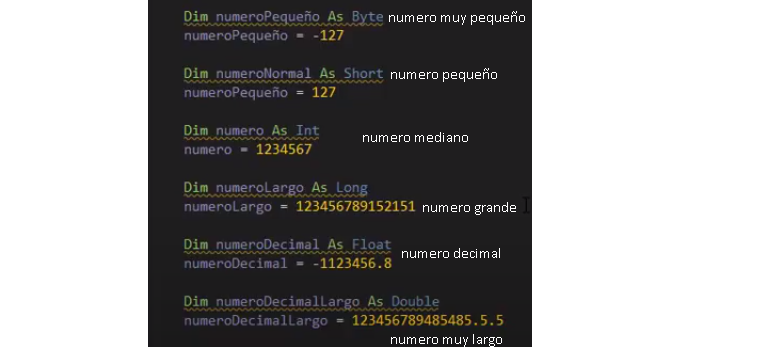 Dim numeroPequeño As Byte numero muy pequeño
numeroPequeño = -127
Dim numeroNormal As Short numero pequeño
numeroPequeño = 127
Dim numero As Int numero mediano
numero = 1234567
Dim numeroLargo As Long
numeroLargo = 123456789152151 numero grande
Dim numeroDecimal As Float numero decimal
numeroDecimal = -1123456.8
Dim numeroDecimalLargo As Double
numeroDecimalLargo = 123456789485485.5.5
numero muy largo